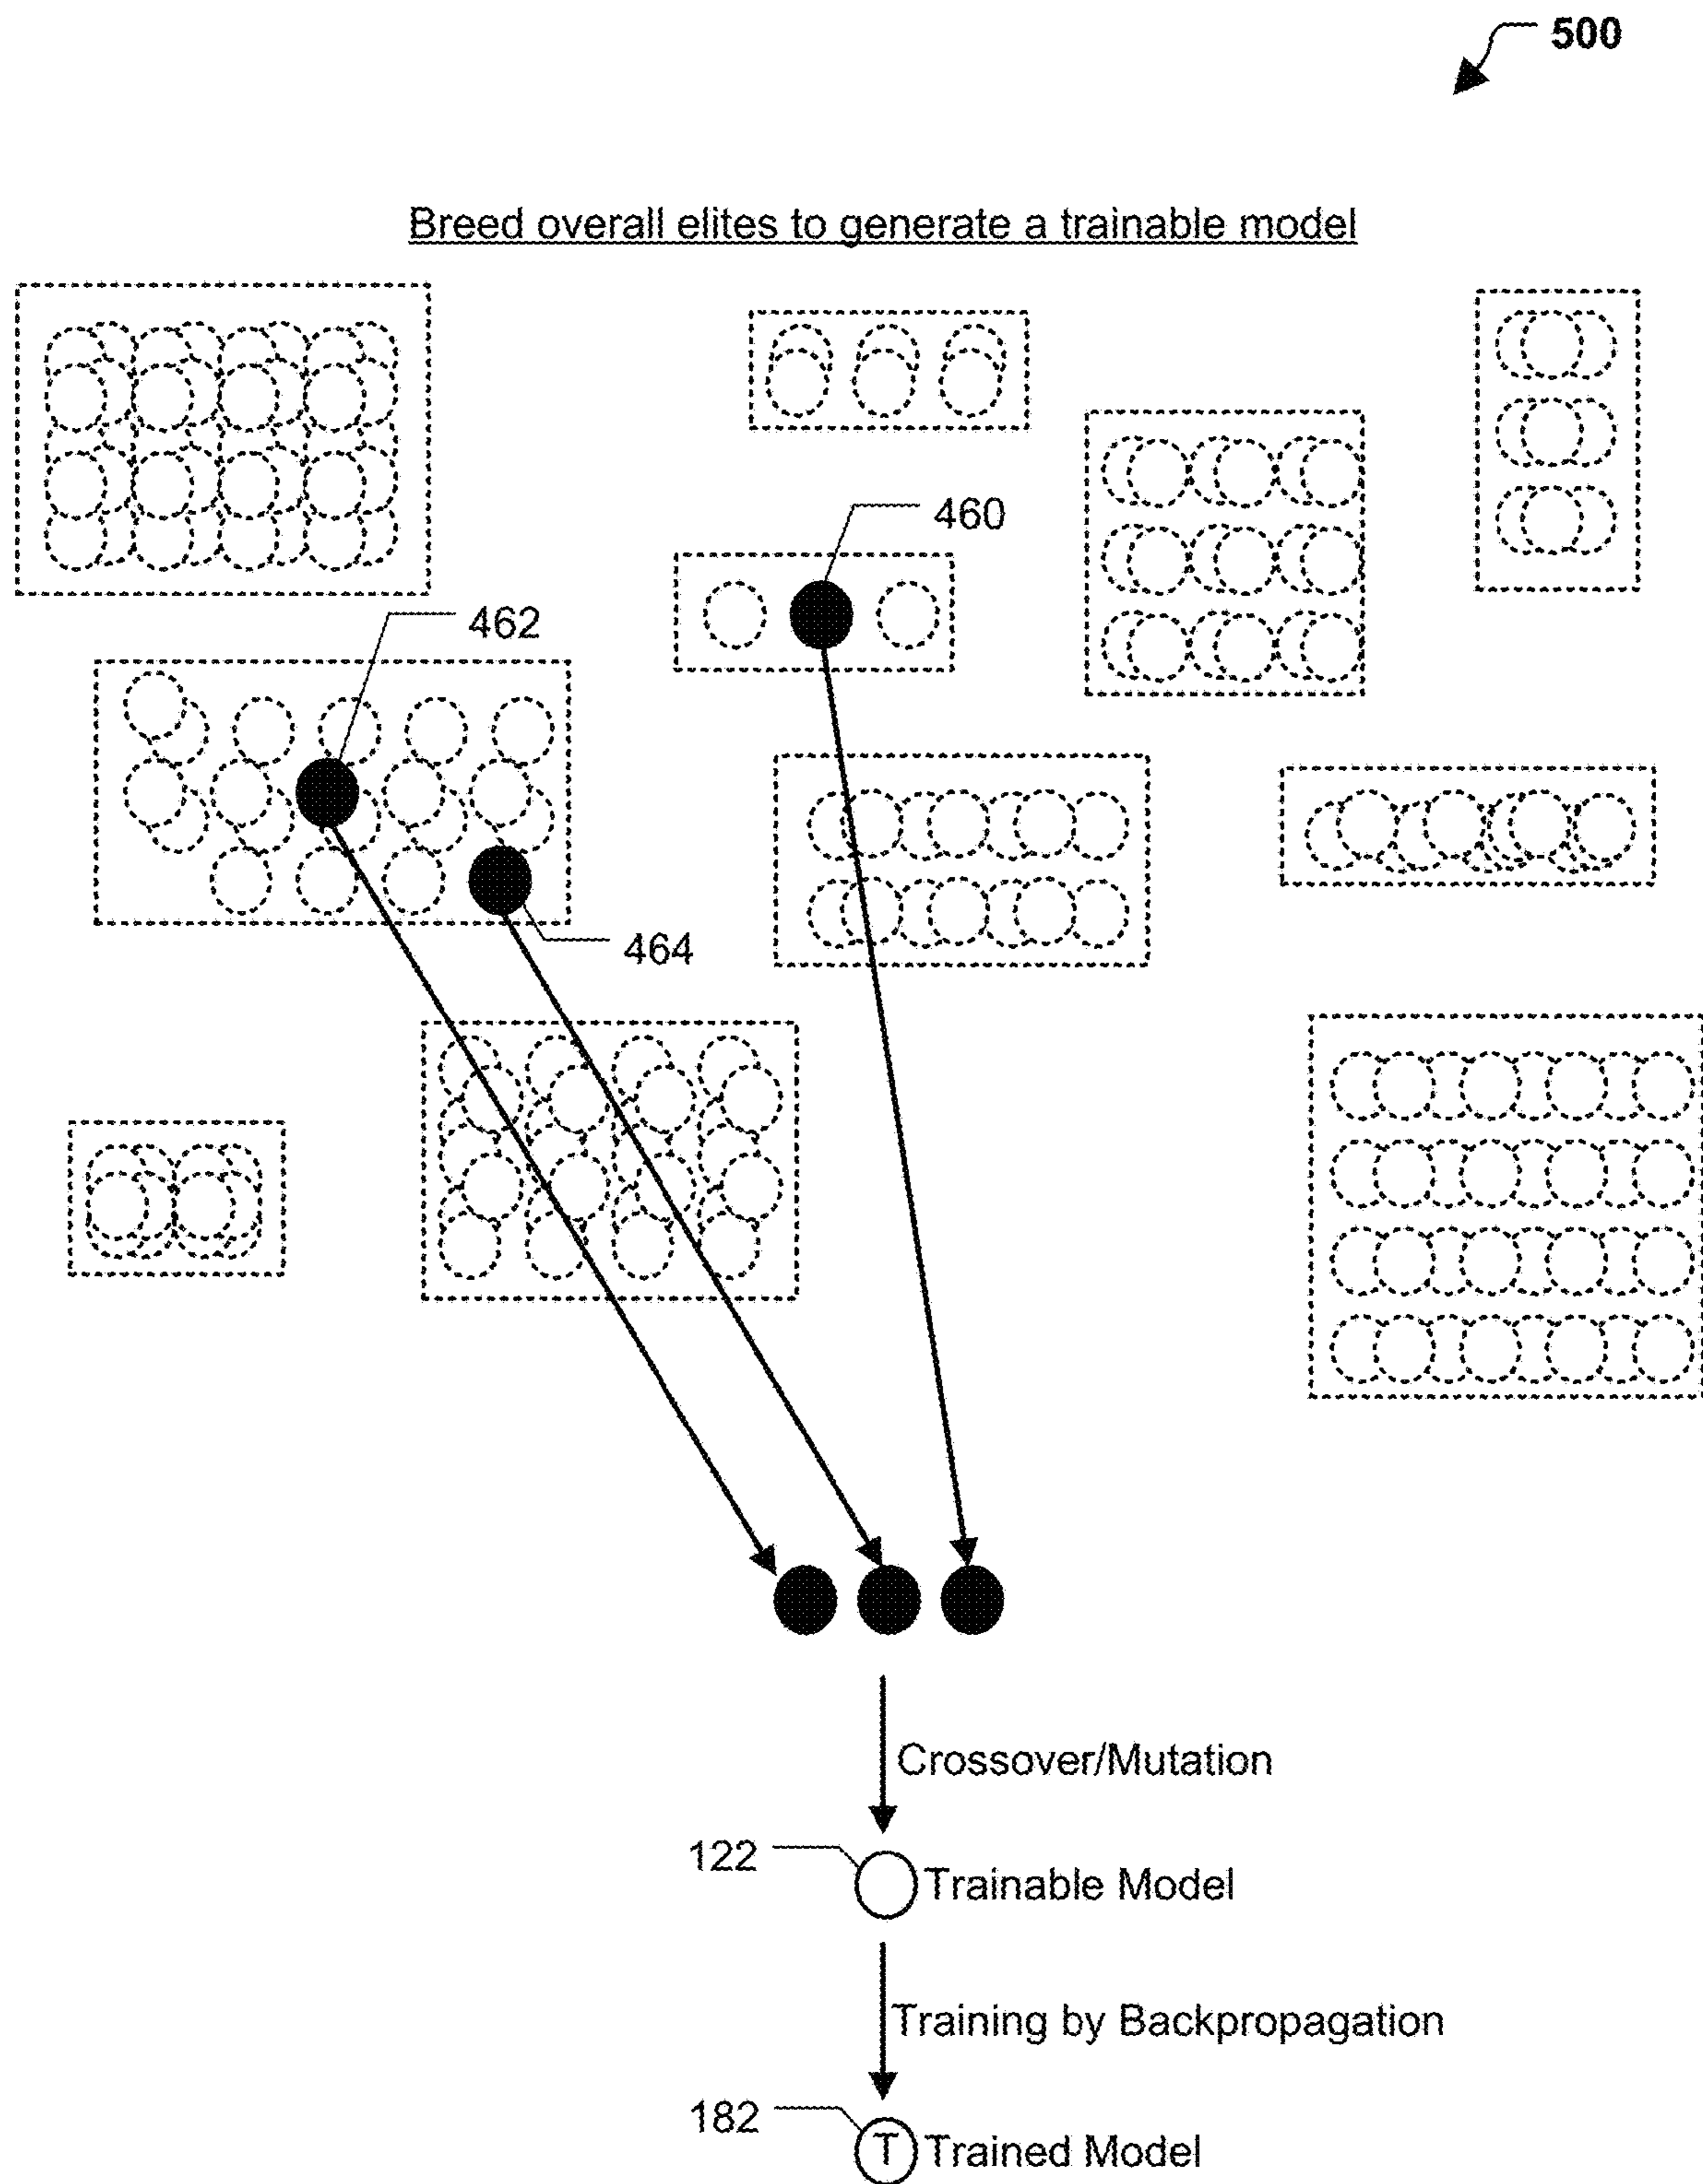 500
Breed overall elites to generate a trainable model
460
462
464
Crossover/Mutation
122
Trainable Model
Training by Backpropagation
182
T Trained Model